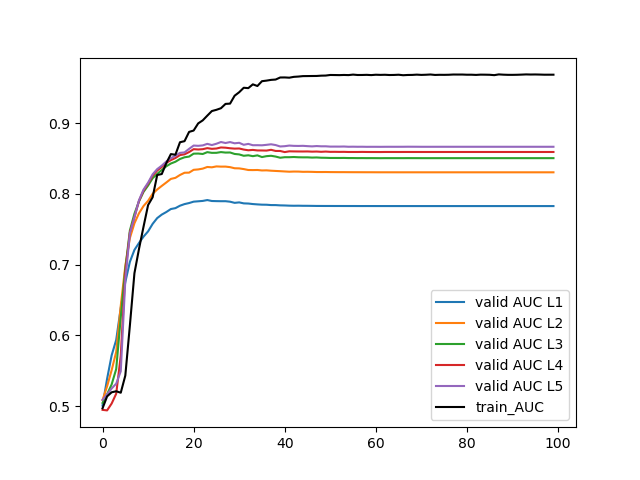 0.9
0.8
0.7
0.6
0.5
0 20 40 60 80 100
valid AUC L1
valid AUC L2
valid AUC L3
valid AUC L4
valid AUC L5
train_AUC